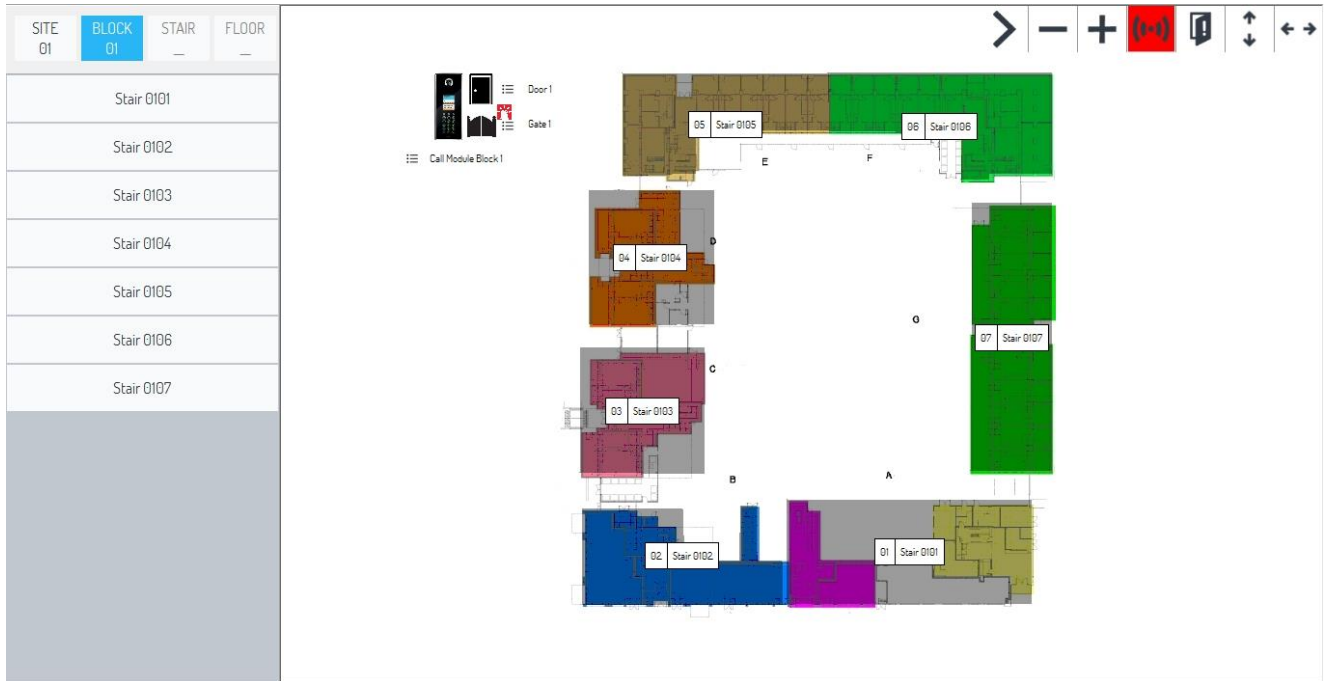 SITE
01
BLOCK
01
STAIR
_
FLOOR
_
Stair 0101
Stair 0102
Stair 0103
Stair 0104
Stair 0105
Stair 0106
Stair 0107
Door 1
Gate 1
Call Module Block 1
05 Stair 0105
06 Stair 0106
E
F
D
04 Stair 0104
G
07 Stair 0107
C
03 Stair 0103
B
A
02 Stair 0102
01 Stair 0101